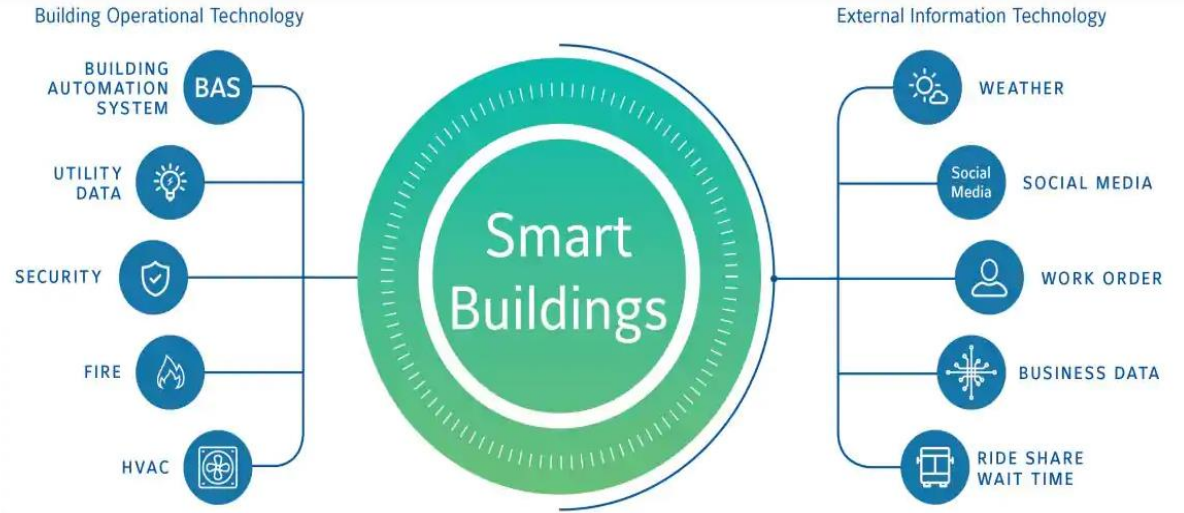 Building Operational Technology
External Information Technology
BUILDING
AUTOMATION
SYSTEM
BAS
UTILITY
DATA
SECURITY
FIRE
HVAC
Smart
Buildings
WEATHER
Social
Media
SOCIAL MEDIA
WORK ORDER
BUSINESS DATA
RIDE SHARE
WAIT TIME